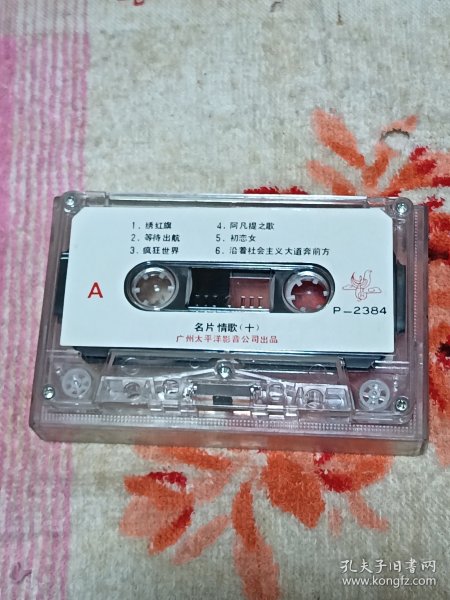 1．绣红旗
2．等待出航
3．疯狂世界
4．阿凡提之歌
5．初恋女
6．沿着社会主义大道奔前方
A
P—2384
名片情歌（十）
广州太平洋影音公司出品
孔夫子旧书网
www.kongfz.com